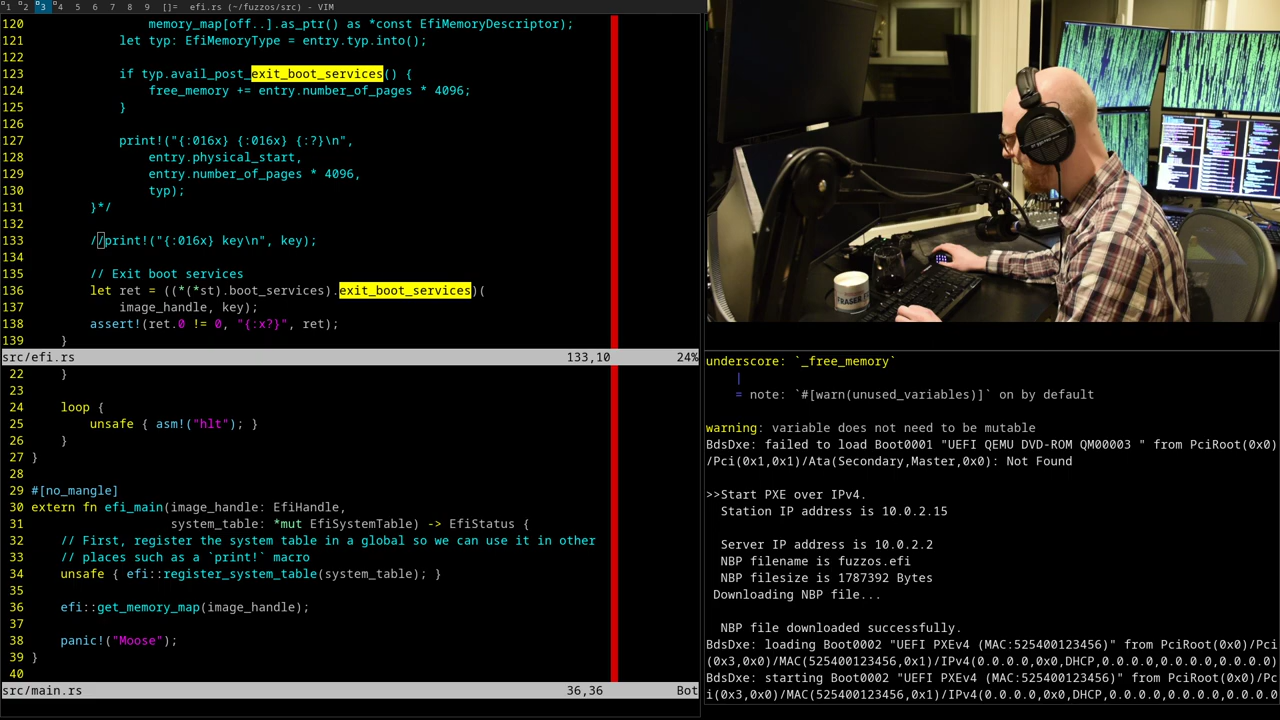 1 2 3 4 5 6 7 8 9 []= efi.rs (~/fuzzos/src) - VIM
120 memory_map[off..].as_ptr() as *const EfiMemoryDescriptor);
121 let typ: EfiMemoryType = entry.typ.into();
122
123 if typ.avail_post_exit_boot_services() {
124 free_memory += entry.number_of_pages * 4096;
125 }
126
127 print!("{:016x} {:016x} {:?}\n",
128 entry.physical_start,
129 entry.number_of_pages * 4096,
130 typ);
131 }*/
132
133 //print!("{:016x} key\n", key);
134
135 // Exit boot services
136 let ret = ((*(*st).boot_services).exit_boot_services)(
137 image_handle, key);
138 assert!(ret.0 != 0, "{:x?}", ret);
139 }
src/efi.rs 133,10 24%
22 }
23
24 loop {
25 unsafe { asm!("hlt"); }
26 }
27 }
28
29 #[no_mangle]
30 extern fn efi_main(image_handle: EfiHandle,
31 system_table: *mut EfiSystemTable) -> EfiStatus {
32 // First, register the system table in a global so we can use it in other
33 // places such as a `print!` macro
34 unsafe { efi::register_system_table(system_table); }
35
36 efi::get_memory_map(image_handle);
37
38 panic!("Moose");
39 }
40
src/main.rs 36,36 Bot
FRASER
underscore: `_free_memory`
|
= note: `#[warn(unused_variables)]` on by default
warning: variable does not need to be mutable
BdsDxe: failed to load Boot0001 "UEFI QEMU DVD-ROM QM00003 " from PciRoot(0x0)
/Pci(0x1,0x1)/Ata(Secondary,Master,0x0): Not Found
>>Start PXE over IPv4.
Station IP address is 10.0.2.15
Server IP address is 10.0.2.2
NBP filename is fuzzos.efi
NBP filesize is 1787392 Bytes
Downloading NBP file...
NBP file downloaded successfully.
BdsDxe: loading Boot0002 "UEFI PXEv4 (MAC:525400123456)" from PciRoot(0x0)/Pci
(0x3,0x0)/MAC(525400123456,0x1)/IPv4(0.0.0.0,0x0,DHCP,0.0.0.0,0.0.0.0,0.0.0.0)
BdsDxe: starting Boot0002 "UEFI PXEv4 (MAC:525400123456)" from PciRoot(0x0)/Pc
i(0x3,0x0)/MAC(525400123456,0x1)/IPv4(0.0.0.0,0x0,DHCP,0.0.0.0,0.0.0.0,0.0.0.0